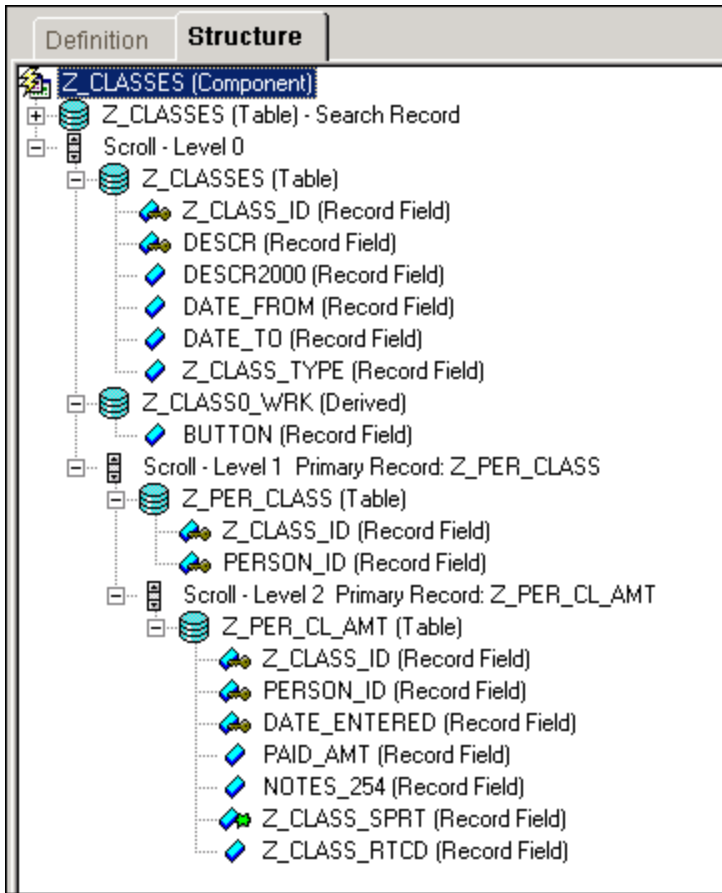 Definition
Structure
Z_CLASSES (Component)
Z_CLASSES (Table) - Search Record
Scroll - Level 0
Z_CLASSES (Table)
Z_CLASS_ID (Record Field)
DESCR (Record Field)
DESCR2000 (Record Field)
DATE_FROM (Record Field)
DATE_TO (Record Field)
Z_CLASS_TYPE (Record Field)
Z_CLASS0_WRK (Derived)
BUTTON (Record Field)
Scroll - Level 1 Primary Record: Z_PER_CLASS
Z_PER_CLASS (Table)
Z_CLASS_ID (Record Field)
PERSON_ID (Record Field)
Scroll - Level 2 Primary Record: Z_PER_CL_AMT
Z_PER_CL_AMT (Table)
Z_CLASS_ID (Record Field)
PERSON_ID (Record Field)
DATE_ENTERED (Record Field)
PAID_AMT (Record Field)
NOTES_254 (Record Field)
Z_CLASS_SPRT (Record Field)
Z_CLASS_RTCD (Record Field)